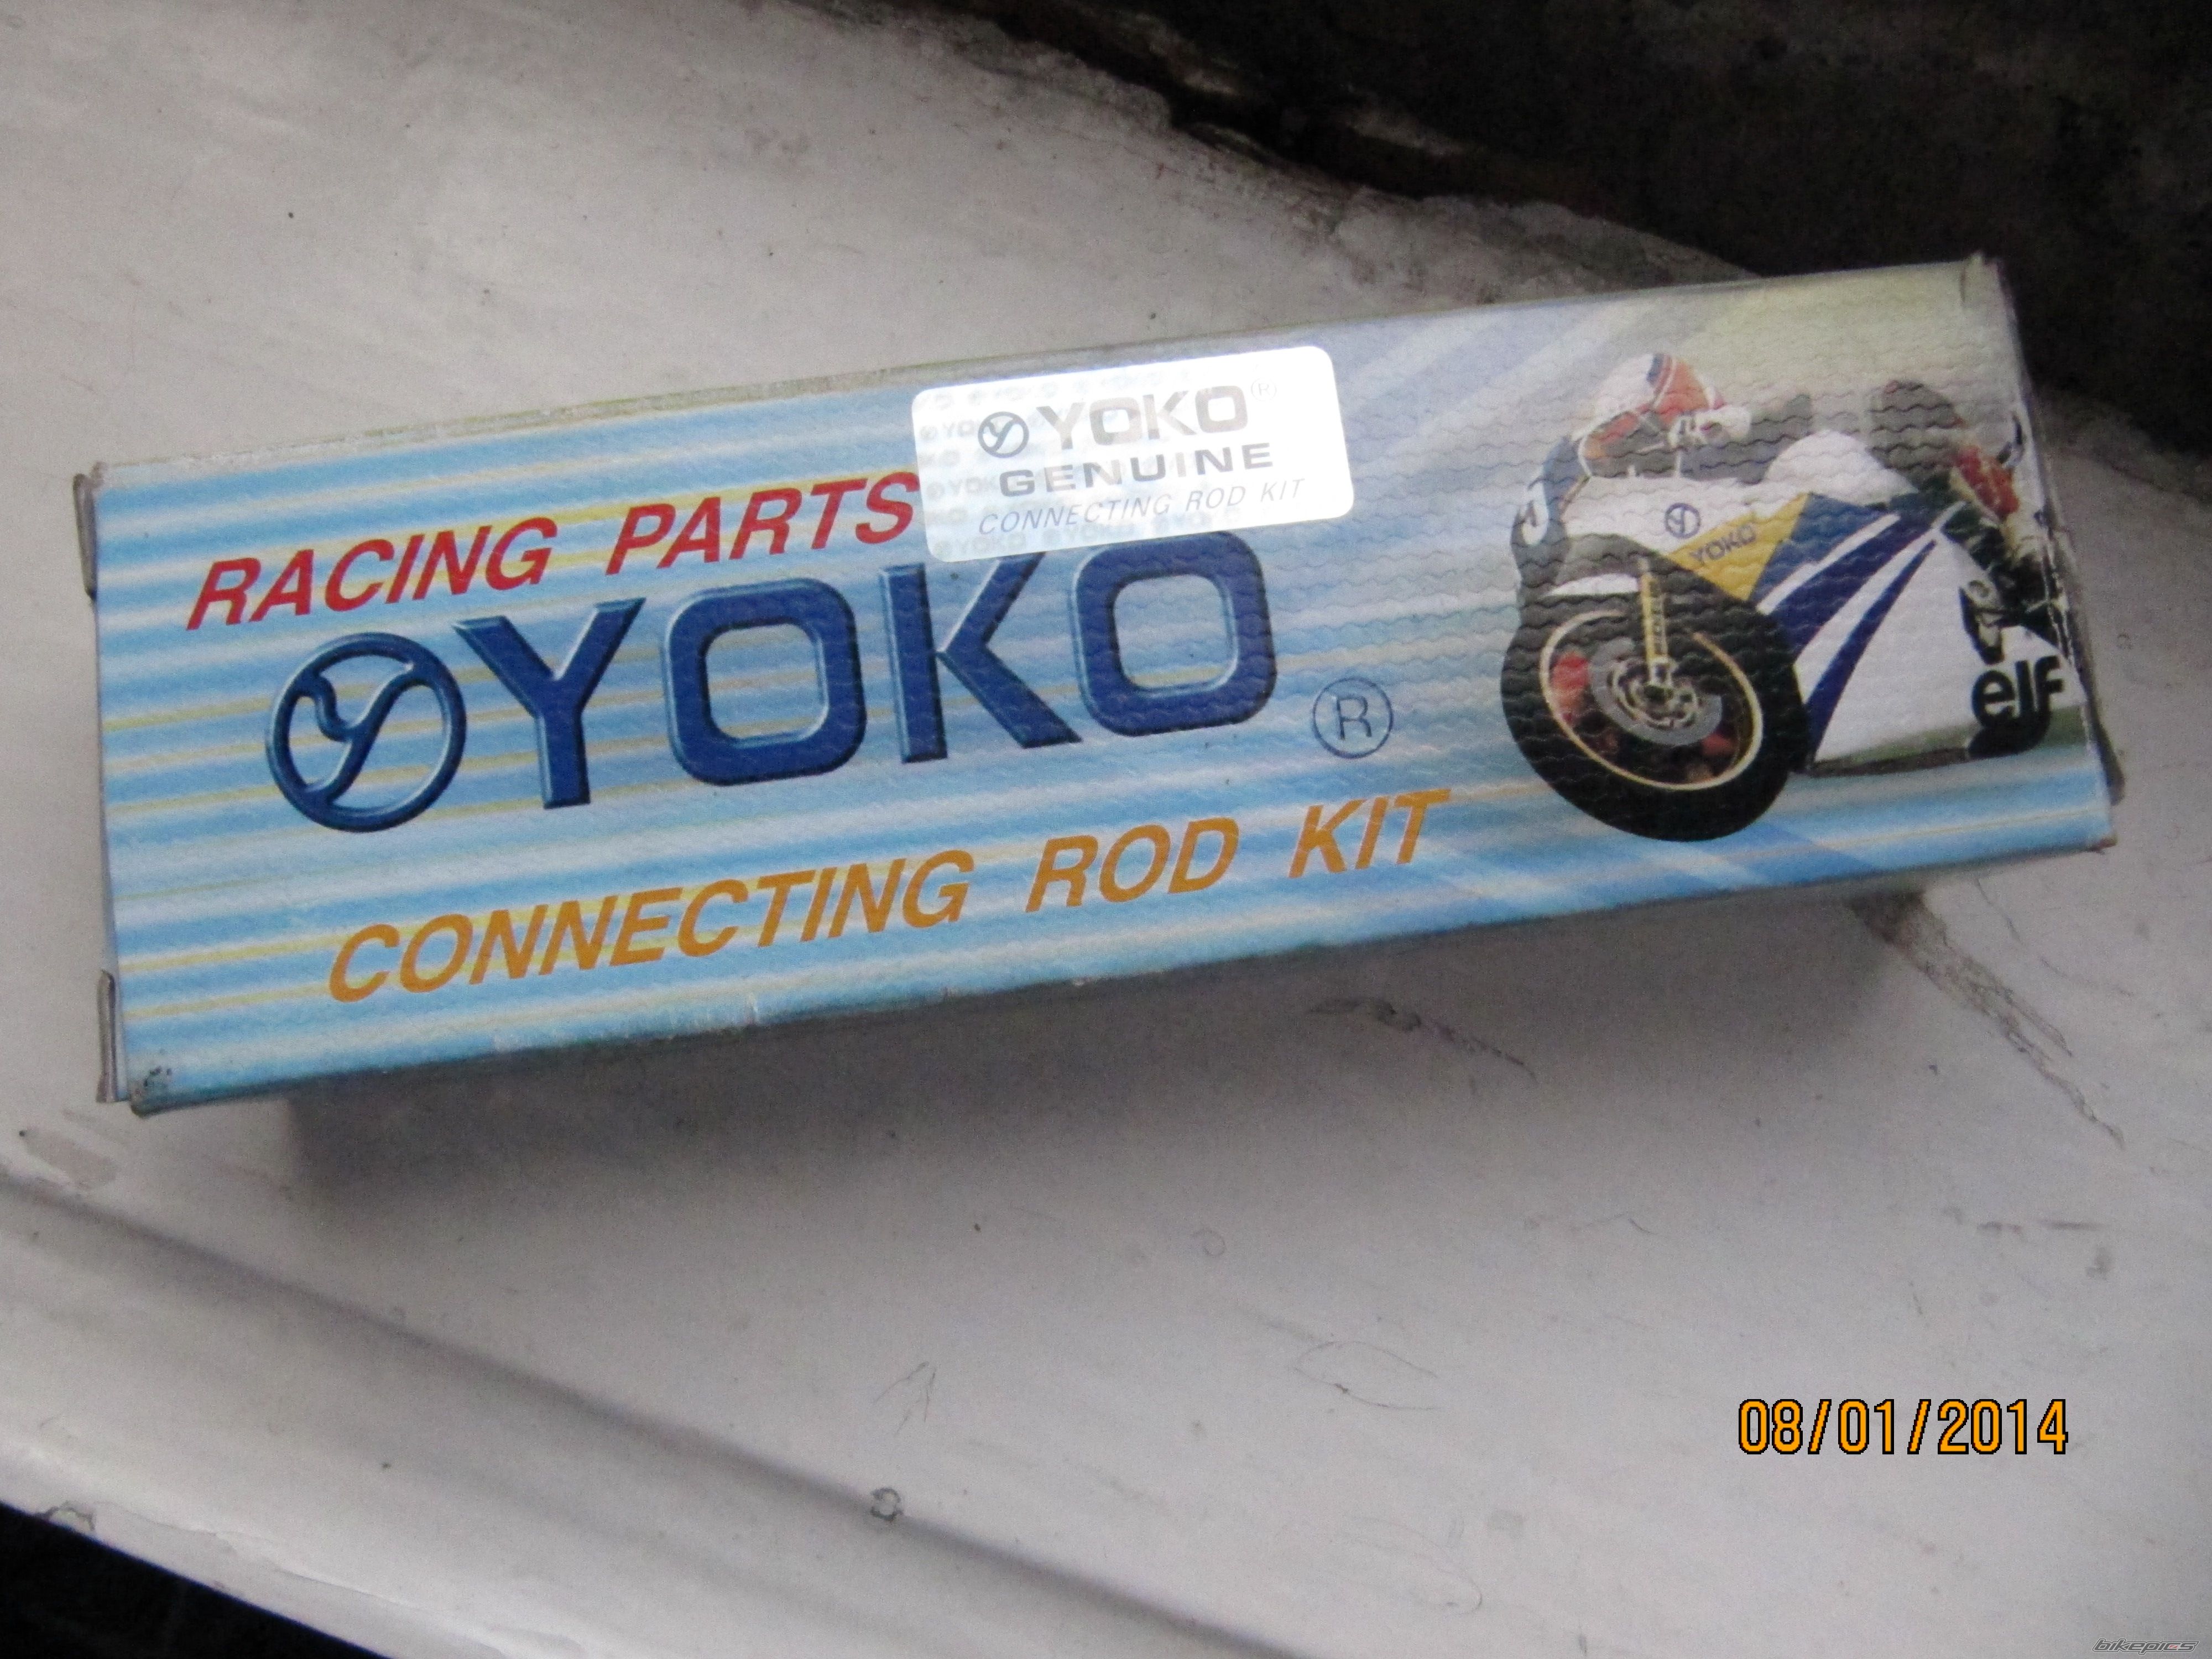 YOKO (R)
GENUINE
CONNECTING ROD KIT
RACING PARTS
YOKO ®
CONNECTING ROD KIT
YOKO
elf
08/01/2014
bikepics